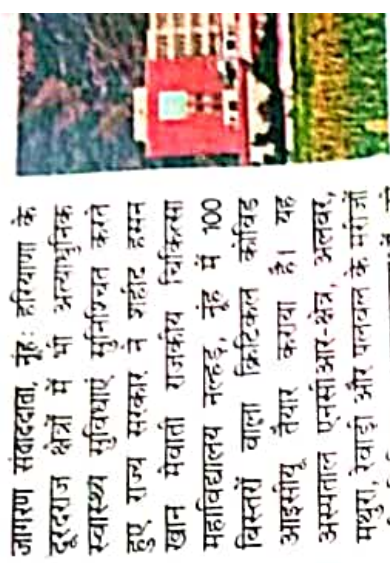 जागरण संवाददाता, नूंह: हरियाणा के
दूरदराज क्षेत्रों में भी अत्याधुनिक
स्वास्थ्य सुविधाएं सुनिश्चित करते
हुए राज्य सरकार ने शहीद हसन
खान मेवाती राजकीय चिकित्सा
महाविद्यालय नल्हड़, नूंह में 100
बिस्तरों वाला क्रिटिकल कोविड
आइसीयू तैयार कराया है। यह
अस्पताल एनसीआर-क्षेत्र, अलवर,
मथुरा, रेवाड़ी और पलवल के मरीजों